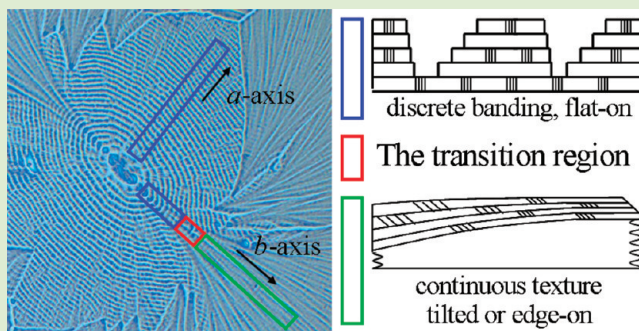 a-axis
b-axis
discrete banding, flat-on
The transition region
continuous texture
tilted or edge-on